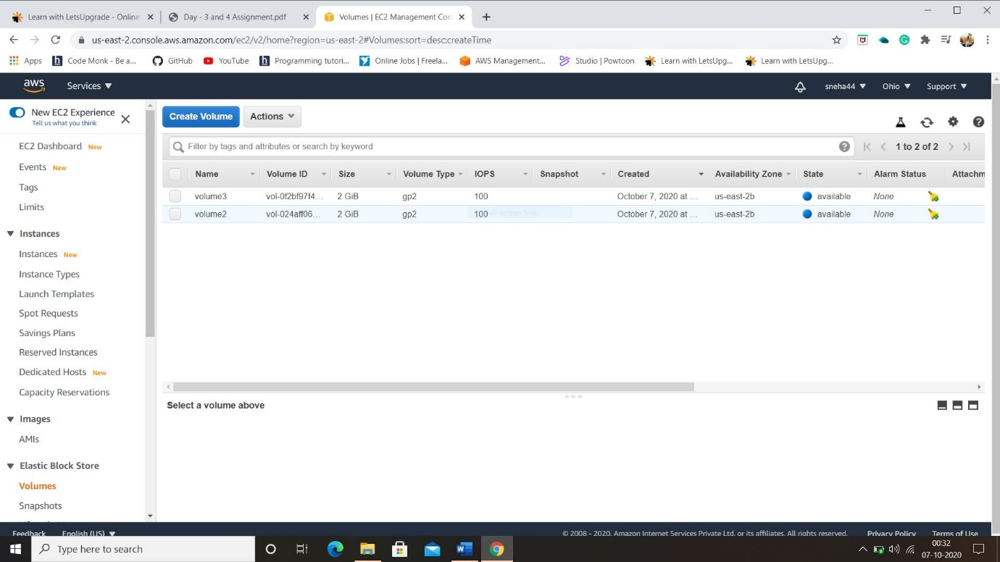 Learn with LetsUpgrade - Online
Day - 3 and 4 Assignment.pdf
Volumes | EC2 Management Con
us-east-2.console.aws.amazon.com/ec2/v2/home?region=us-east-2#Volumes:sort=desc:createTime
Apps Code Monk - Be a... GitHub YouTube Programming tutori... Online Jobs | Freela... AWS Management... Studio | Powtoon Learn with LetsUpg... Learn with LetsUpg...
aws Services sneha44 Ohio Support
New EC2 Experience
Tell us what you think
EC2 Dashboard New
Events New
Tags
Limits
Instances
Instances New
Instance Types
Launch Templates
Spot Requests
Savings Plans
Reserved Instances
Dedicated Hosts New
Capacity Reservations
Images
AMIs
Elastic Block Store
Volumes
Snapshots
Create Volume Actions
Filter by tags and attributes or search by keyword 1 to 2 of 2
Name Volume ID Size Volume Type IOPS Snapshot Created Availability Zone State Alarm Status Attachm
volume3 vol-0f2bf97f4... 2 GiB gp2 100 October 7, 2020 at ... us-east-2b available None
volume2 vol-024aff06... 2 GiB gp2 100 October 7, 2020 at ... us-east-2b available None
Select a volume above
Feedback English (US) © 2008 - 2020, Amazon Internet Services Private Ltd. or its affiliates. All rights reserved. Privacy Policy Terms of Use
Type here to search
00:32
07-10-2020